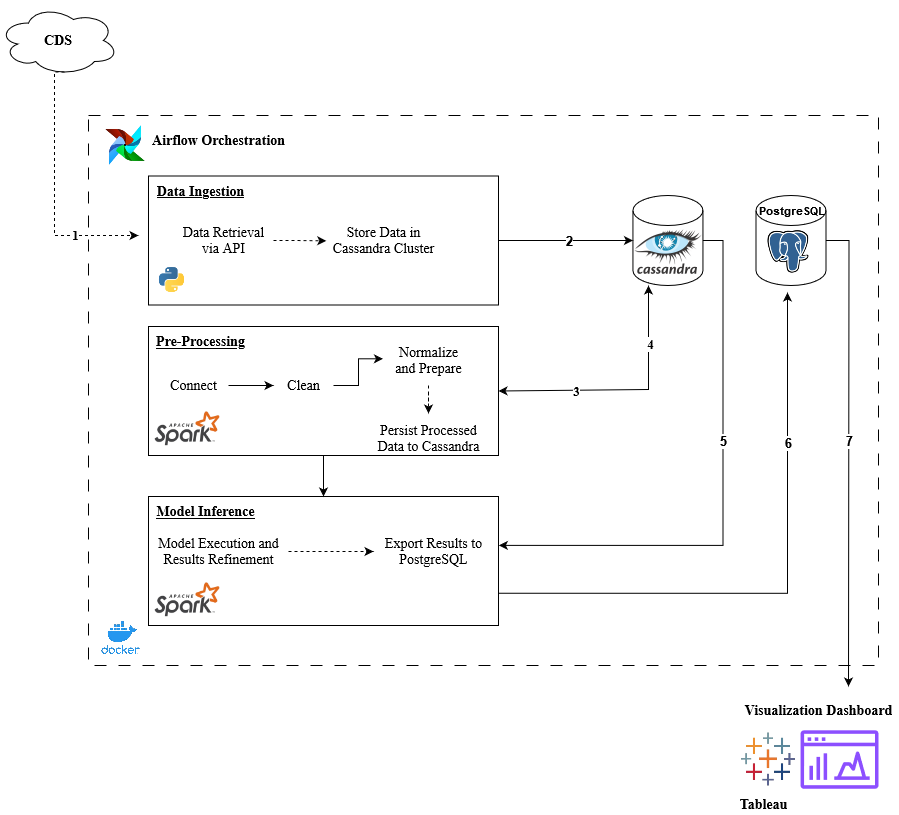 CDS
Airflow Orchestration
Data Ingestion
1
Data Retrieval
via API
Store Data in
Cassandra Cluster
2
cassandra
PostgreSQL
Pre-Processing
Connect
Clean
Normalize
and Prepare
Persist Processed
Data to Cassandra
APACHE
Spark
3
4
5
6
7
Model Inference
Model Execution and
Results Refinement
Export Results to
PostgreSQL
APACHE
Spark
docker
Visualization Dashboard
Tableau